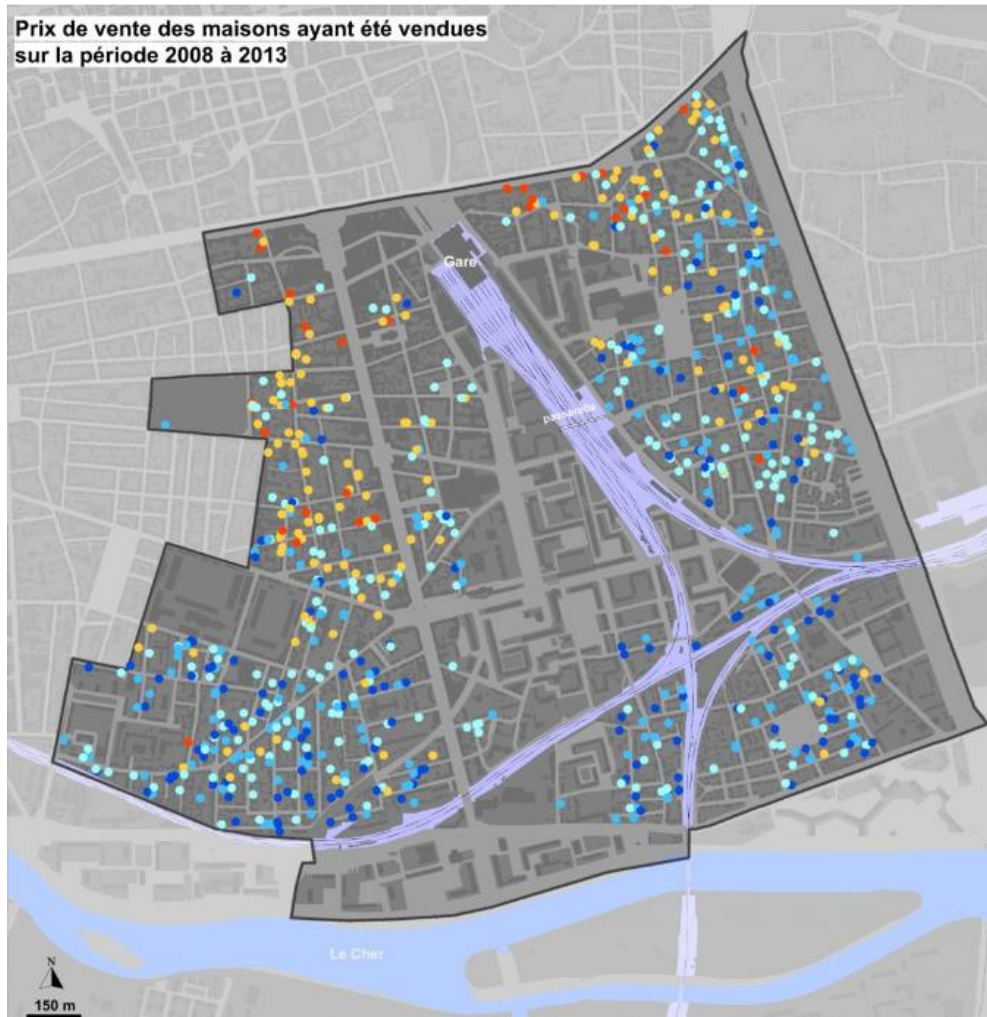 Prix de vente des maisons ayant été vendues
sur la période 2008 à 2013
Gare
passerelle
Le Cher
N
150 m